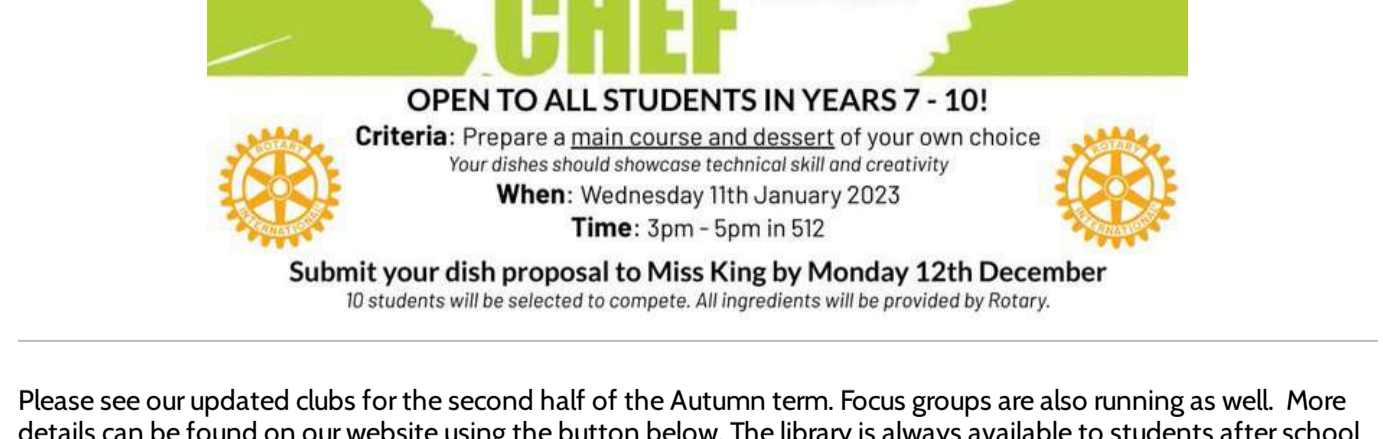 CHEF
OPEN TO ALL STUDENTS IN YEARS 7 - 10!
Criteria: Prepare a main course and dessert of your own choice
Your dishes should showcase technical skill and creativity
ROTARY
INTERNATIONAL
ROTARY
INTERNATIONAL
When: Wednesday 11th January 2023
Time: 3pm - 5pm in 512
Submit your dish proposal to Miss King by Monday 12th December
10 students will be selected to compete. All ingredients will be provided by Rotary.
Please see our updated clubs for the second half of the Autumn term. Focus groups are also running as well.  More
details can be found on our website using the button below. The library is always available to students after school